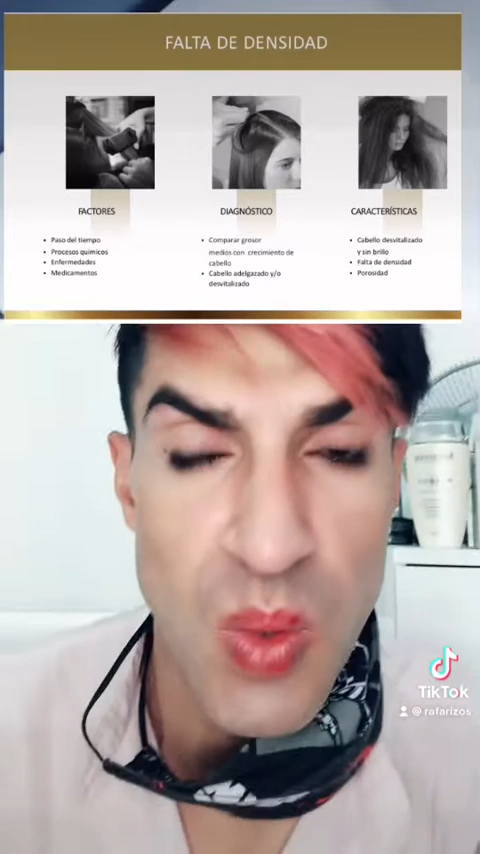 FALTA DE DENSIDAD
FACTORES
• Paso del tiempo
• Procesos quimicos
• Enfermedades
• Medicamentos
DIAGNÓSTICO
• Comparar grosor
medios con crecimiento de
cabello
• Cabello adelgazado y/o
desvitalizado
CARACTERÍSTICAS
• Cabello desvitalizado
y sin brillo
• Falta de densidad
• Porosidad
TikTok
@rafarizos